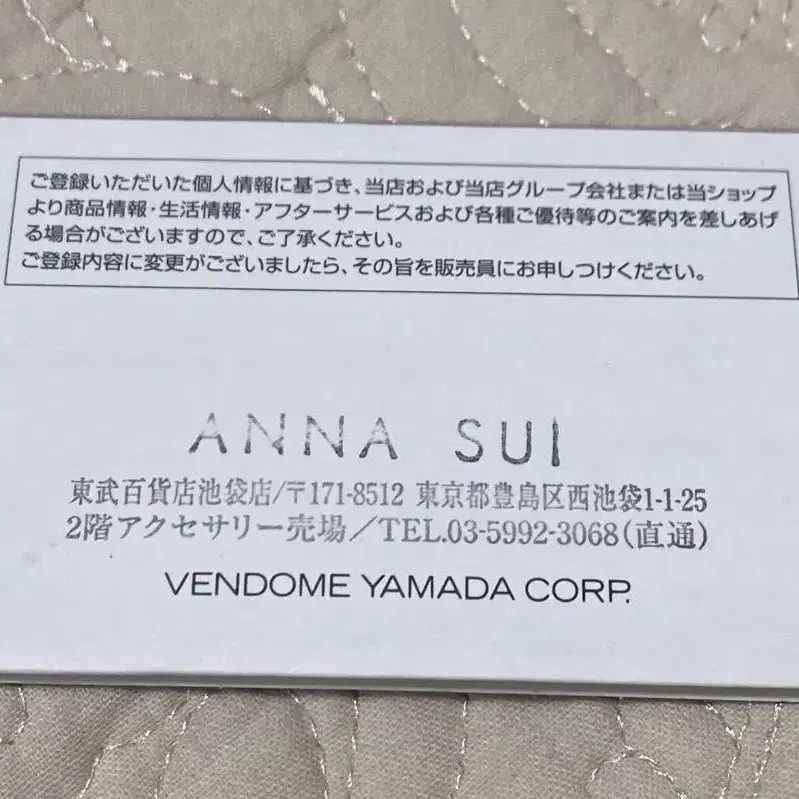 ご登録いただいた個人情報に基づき、当店および当店グループ会社または当ショップ
より商品情報・生活情報・アフターサービスおよび各種ご優待等のご案内を差しあげ
る場合がございますので、ご了承ください。
ご登録内容に変更がございましたら、その旨を販売員にお申しつけください。
ANNA SUI
東武百貨店池袋店/〒171-8512 東京都豊島区西池袋1-1-25
2階アクセサリー売場/TEL.03-5992-3068(直通)
VENDOME YAMADA CORP.